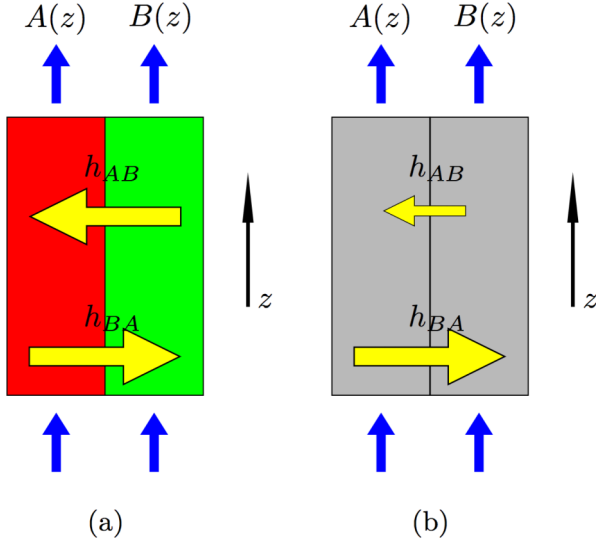 A(z) B(z) A(z) B(z)
h_{AB} h_{AB}
z z
h_{BA} h_{BA}
(a) (b)